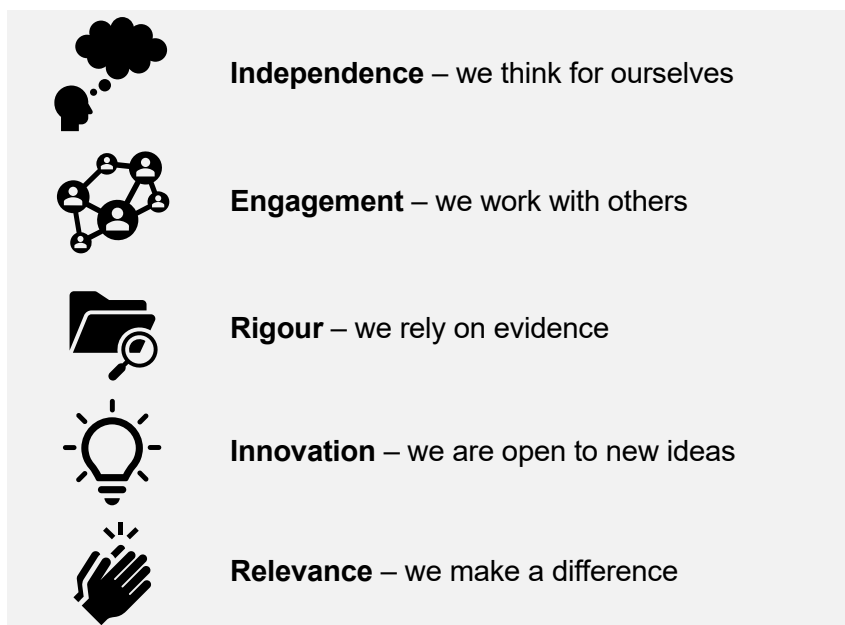 Independence – we think for ourselves
Engagement – we work with others
Rigour – we rely on evidence
Innovation – we are open to new ideas
Relevance – we make a difference